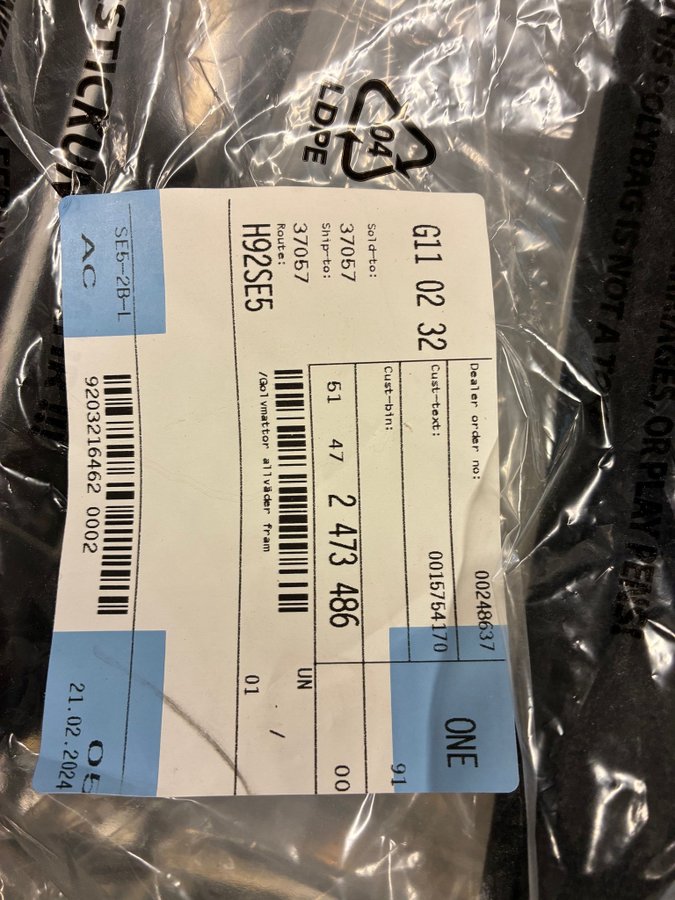 04
LDPE
G11 02 32
Dealer order no:
00248637
ONE
Cust-text:
0015754170
Sold-to:
37057
Cust-bin:
91
Ship-to:
37057
51 47 2 473 486
00
Route:
H92SE5
UN /
/Golvmattor allväder fram
01
SE5-2B-L
AC
9203216462 0002
05
21.02.2024